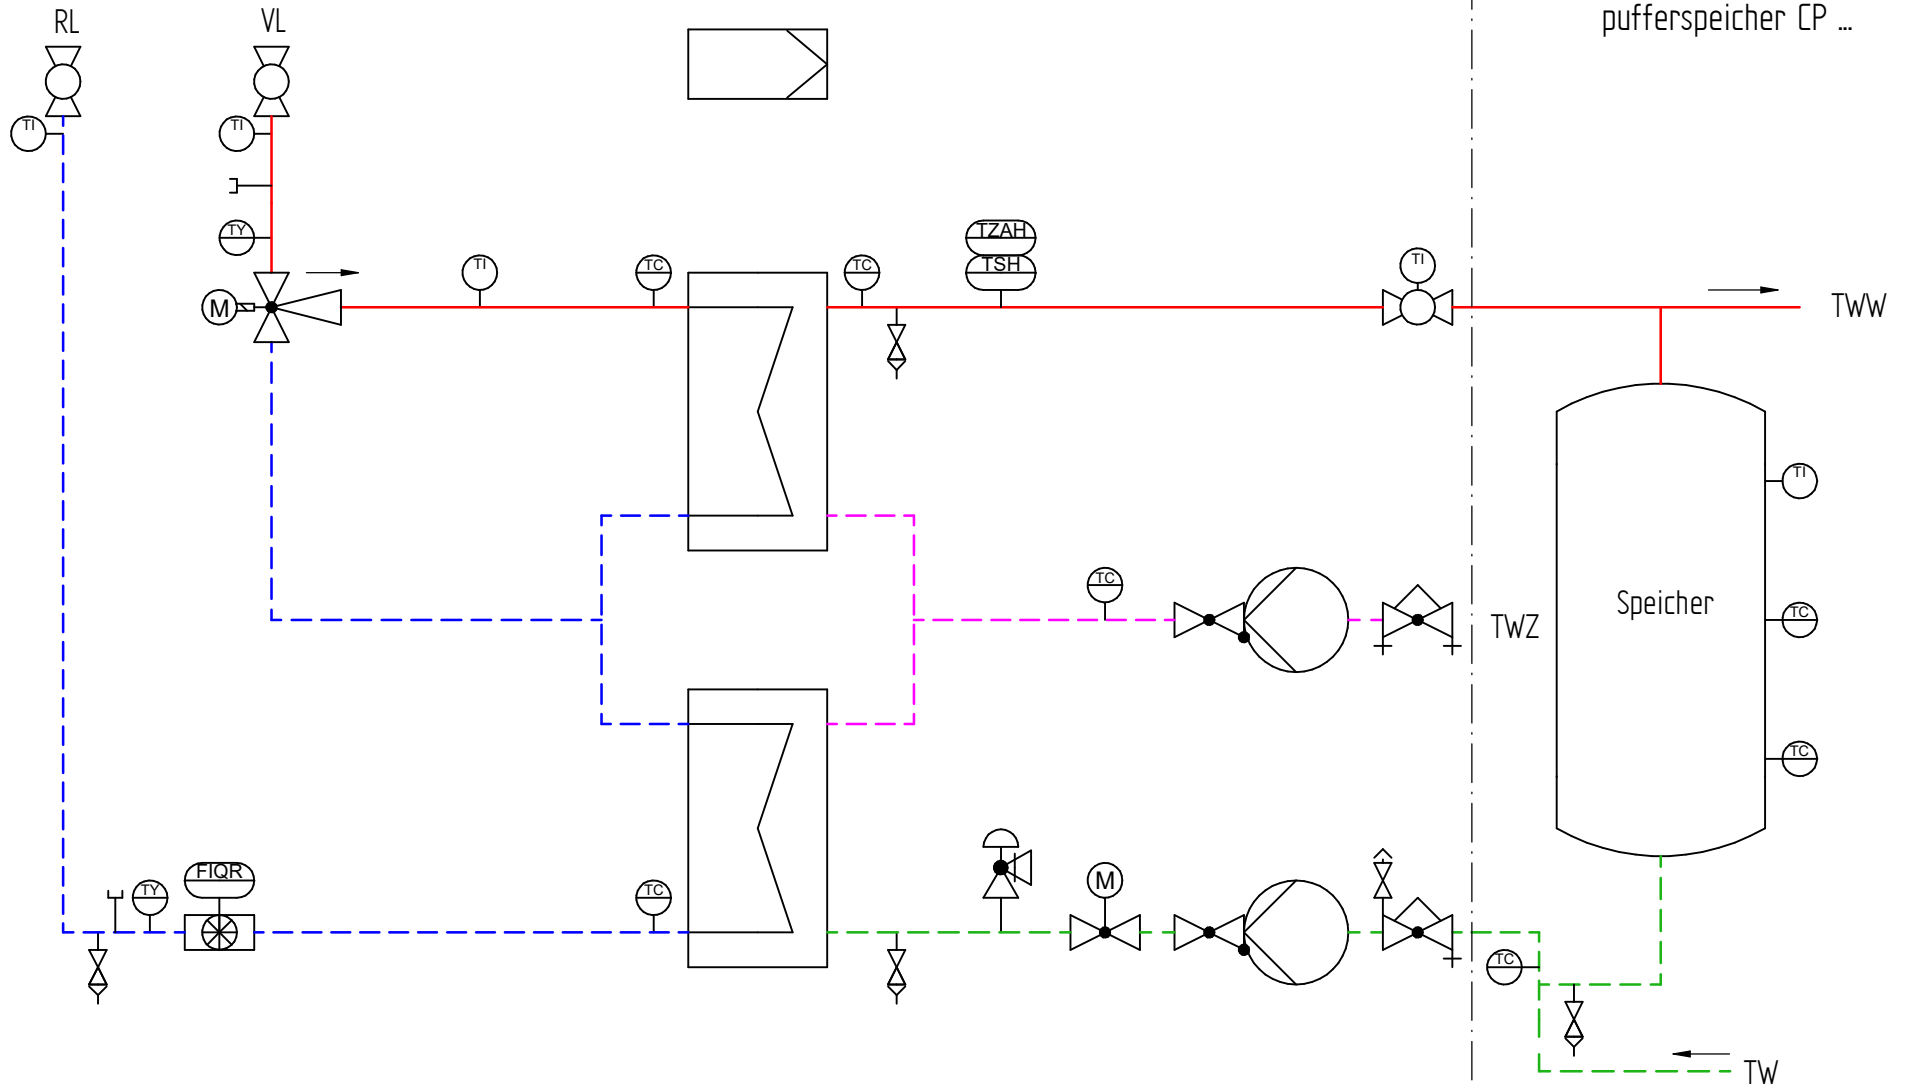 RL
VL
pufferspeicher CP ...
TI
TI
TY
M
TI
TC
TC
TZAH
TSH
TI
TWW
TI
TC
TWZ
Speicher
TC
TC
FIQR
TY
TC
M
TC
TW